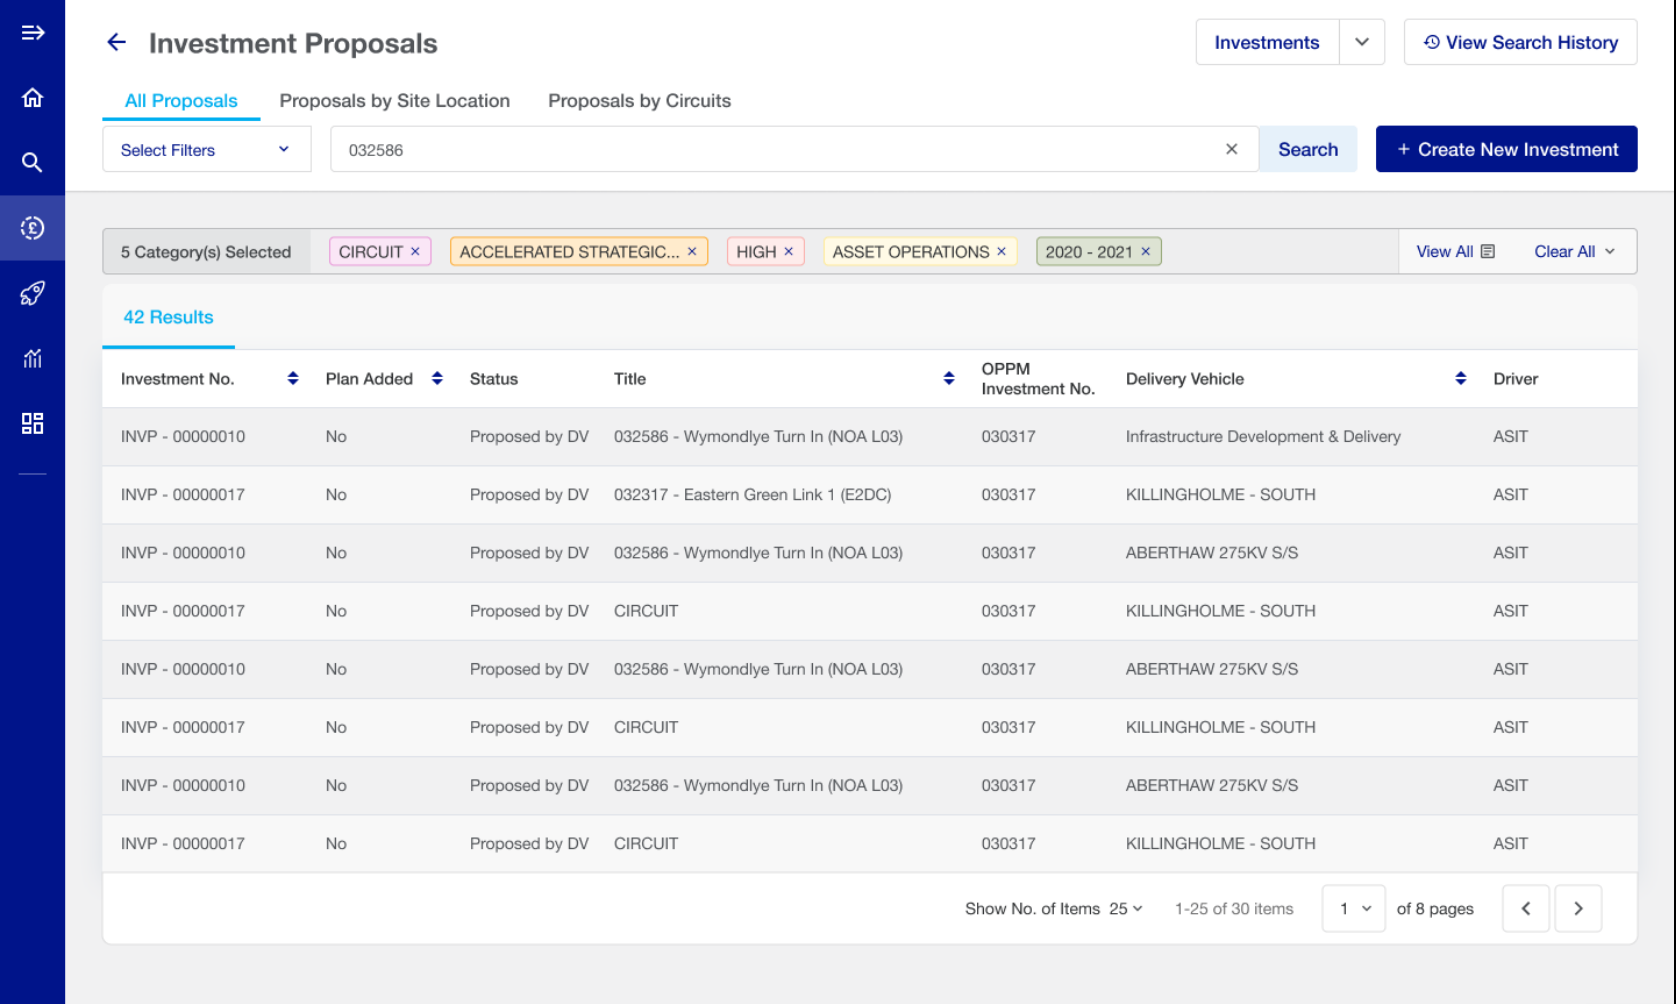 Investment Proposals
Investments
View Search History
All Proposals
Proposals by Site Location
Proposals by Circuits
Select Filters
032586
×
Search
+ Create New Investment
5 Category(s) Selected
CIRCUIT ×
ACCELERATED STRATEGIC... ×
HIGH ×
ASSET OPERATIONS ×
2020 - 2021 ×
View All
Clear All
42 Results
Investment No. Plan Added Status Title OPPM Investment No. Delivery Vehicle Driver
INVP - 00000010 No Proposed by DV 032586 - Wymondlye Turn In (NOA L03) 030317 Infrastructure Development & Delivery ASIT
INVP - 00000017 No Proposed by DV 032317 - Eastern Green Link 1 (E2DC) 030317 KILLINGHOLME - SOUTH ASIT
INVP - 00000010 No Proposed by DV 032586 - Wymondlye Turn In (NOA L03) 030317 ABERTHAW 275KV S/S ASIT
INVP - 00000017 No Proposed by DV CIRCUIT 030317 KILLINGHOLME - SOUTH ASIT
INVP - 00000010 No Proposed by DV 032586 - Wymondlye Turn In (NOA L03) 030317 ABERTHAW 275KV S/S ASIT
INVP - 00000017 No Proposed by DV CIRCUIT 030317 KILLINGHOLME - SOUTH ASIT
INVP - 00000010 No Proposed by DV 032586 - Wymondlye Turn In (NOA L03) 030317 ABERTHAW 275KV S/S ASIT
INVP - 00000017 No Proposed by DV CIRCUIT 030317 KILLINGHOLME - SOUTH ASIT
Show No. of Items 25 1-25 of 30 items 1 of 8 pages